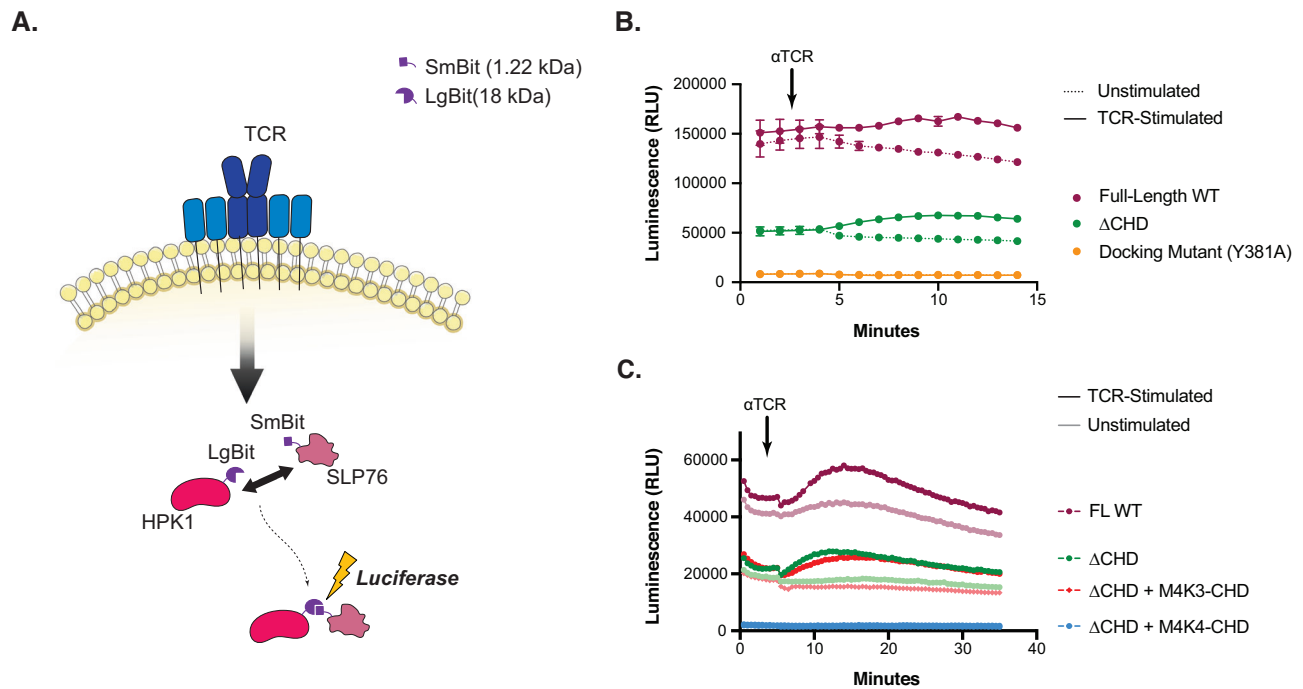 A.
SmBit (1.22 kDa)
LgBit(18 kDa)
TCR
SmBit
LgBit
SLP76
HPK1
Luciferase
B.
αTCR
200000
150000
100000
50000
0
Luminescence (RLU)
0 5 10 15
Minutes
Unstimulated
TCR-Stimulated
Full-Length WT
ΔCHD
Docking Mutant (Y381A)
C.
αTCR
60000
40000
20000
0
Luminescence (RLU)
0 10 20 30 40
Minutes
TCR-Stimulated
Unstimulated
FL WT
ΔCHD
ΔCHD + M4K3-CHD
ΔCHD + M4K4-CHD